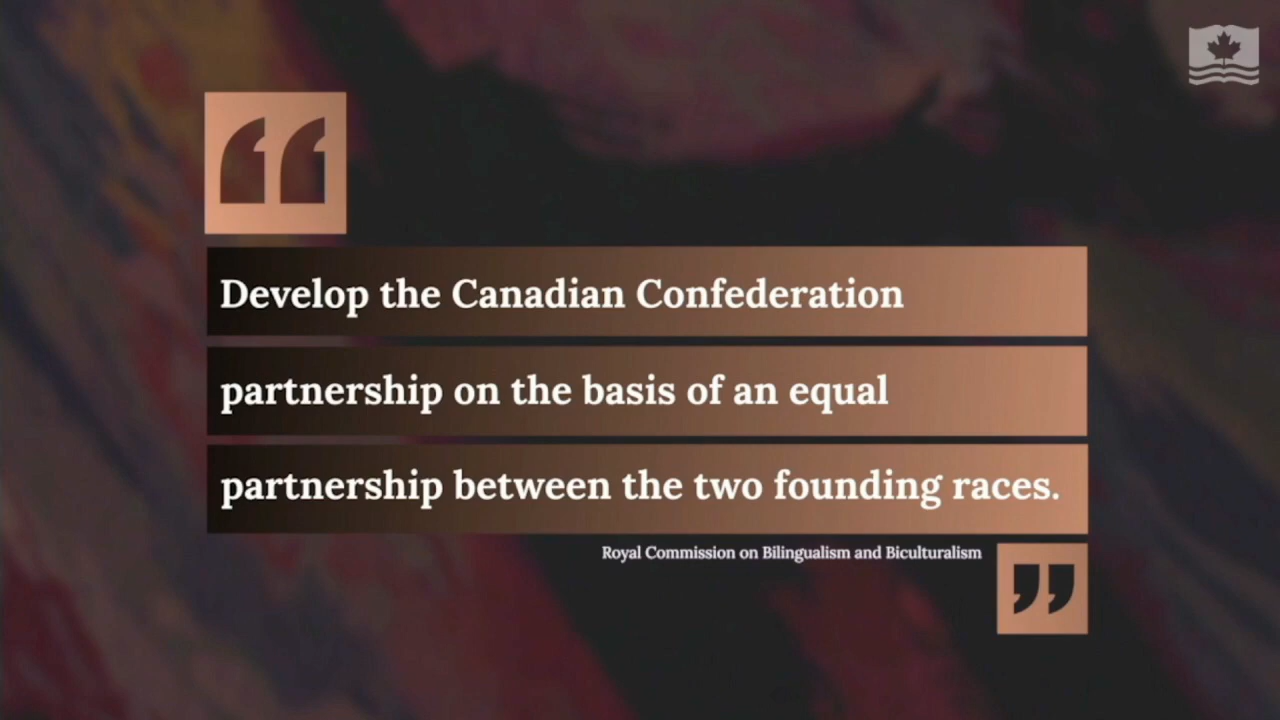 “
Develop the Canadian Confederation
partnership on the basis of an equal
partnership between the two founding races.
Royal Commission on Bilingualism and Biculturalism
”